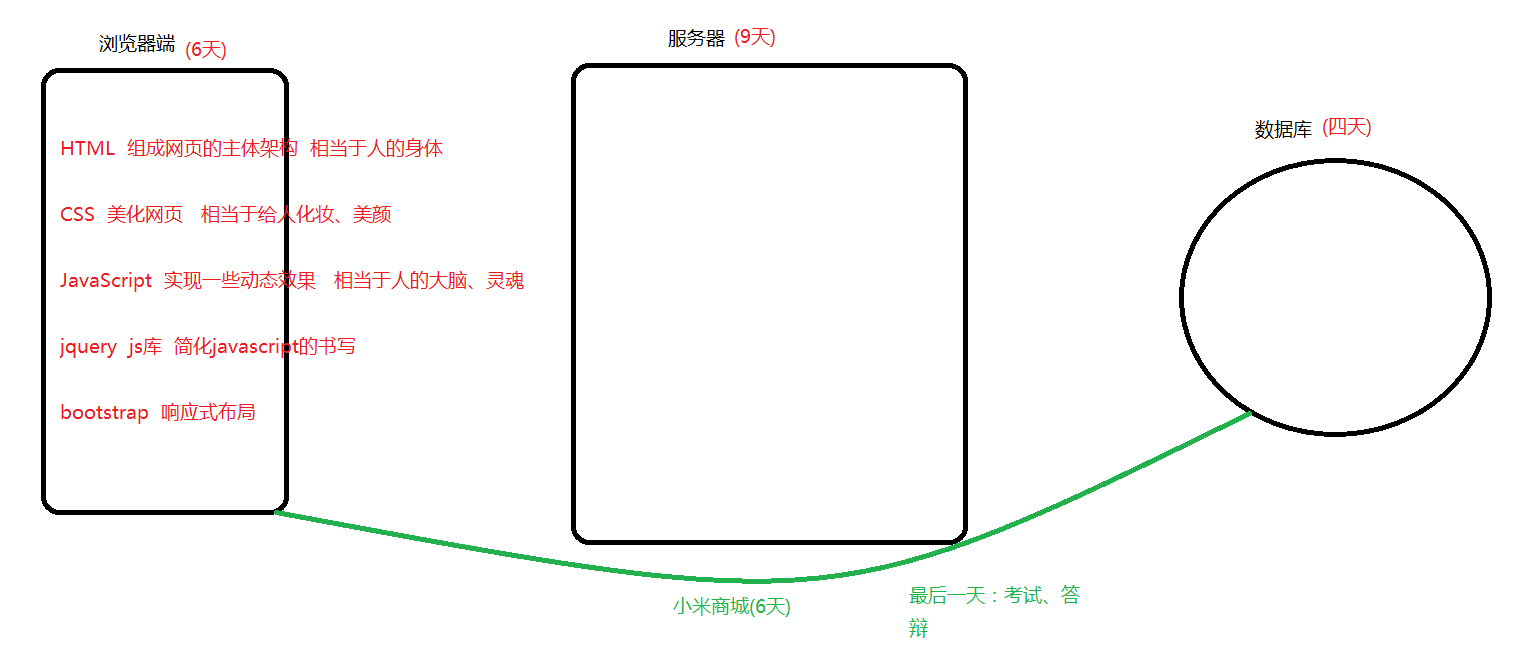 浏览器端 (6天)
服务器 (9天)
数据库 (四天)
HTML 组成网页的主体架构 相当于人的身体
CSS 美化网页 相当于给人化妆、美颜
JavaScript 实现一些动态效果 相当于人的大脑、灵魂
jquery js库 简化javascript的书写
bootstrap 响应式布局
小米商城(6天)
最后一天：考试、答
辩